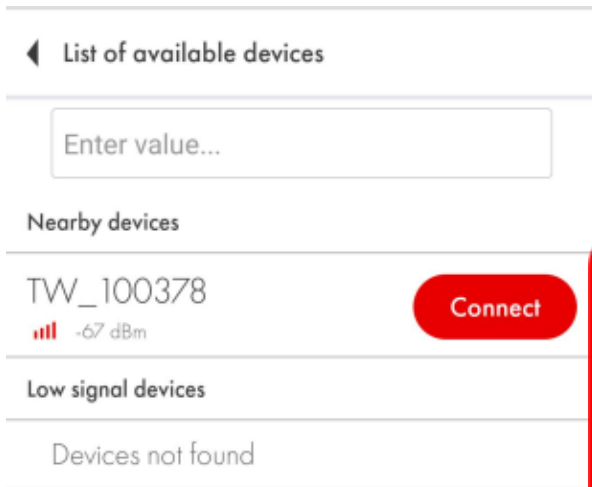 List of available devices
Enter value...
Nearby devices
TW_100378
-67 dBm
Connect
Low signal devices
Devices not found